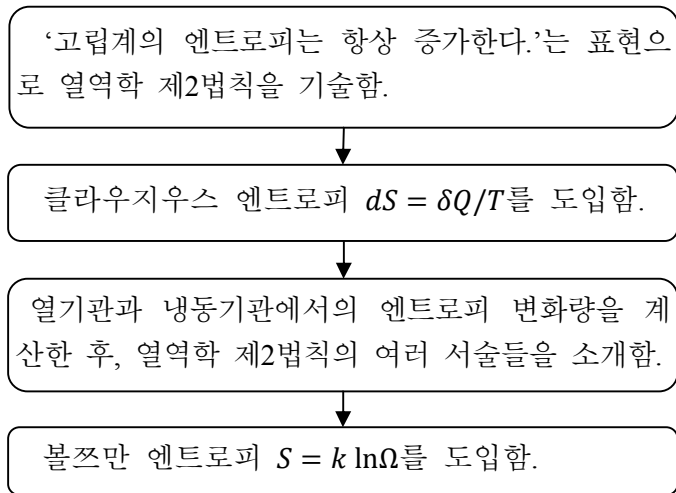 ‘고립계의 엔트로피는 항상 증가한다.’는 표현으
로 열역학 제2법칙을 기술함.
클라우지우스 엔트로피 dS = δQ/T를 도입함.
열기관과 냉동기관에서의 엔트로피 변화량을 계
산한 후, 열역학 제2법칙의 여러 서술들을 소개함.
볼쯔만 엔트로피 S = k lnΩ를 도입함.